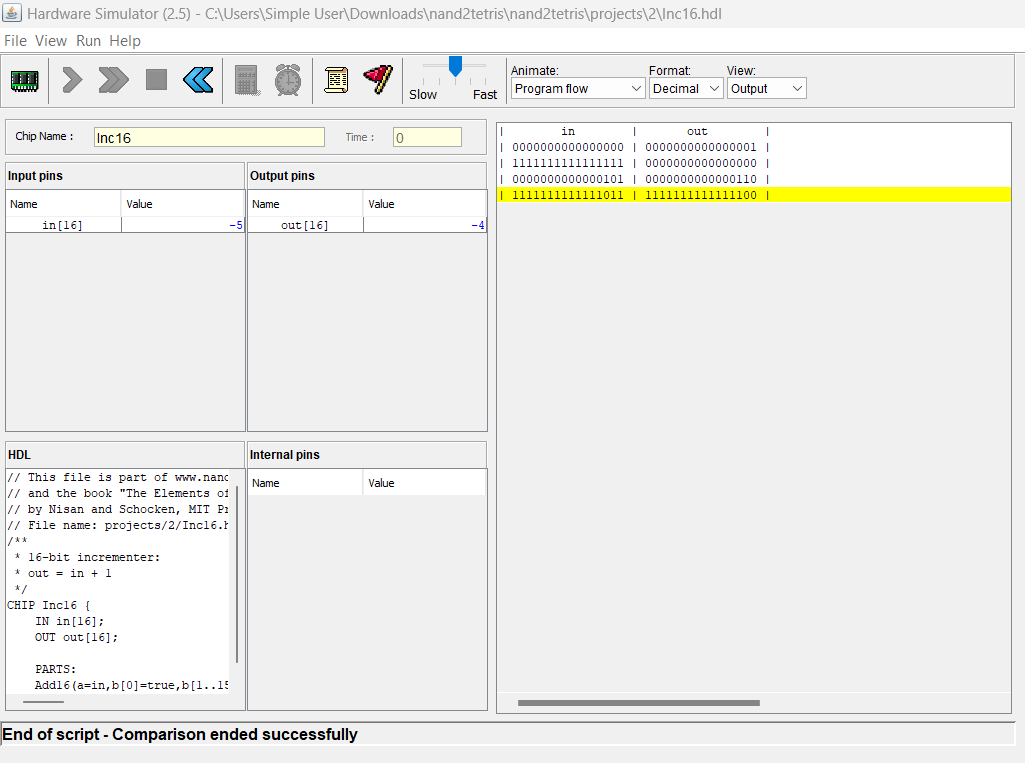 Hardware Simulator (2.5) - C:\Users\Simple User\Downloads\nand2tetris\nand2tetris\projects\2\Inc16.hdl
File View Run Help
Slow Fast
Animate: Format: View:
Program flow Decimal Output
Chip Name : Inc16 Time : 0
Input pins
Name Value
in[16] -5
Output pins
Name Value
out[16] -4
HDL
// This file is part of www.nand
// and the book "The Elements of
// by Nisan and Schocken, MIT Pr
// File name: projects/2/Inc16.h
/**
* 16-bit incrementer:
* out = in + 1
*/
CHIP Inc16 {
IN in[16];
OUT out[16];
PARTS:
Add16(a=in,b[0]=true,b[1..15
Internal pins
Name Value
| in | out |
| 0000000000000000 | 0000000000000001 |
| 1111111111111111 | 0000000000000000 |
| 0000000000000101 | 0000000000000110 |
| 1111111111111011 | 1111111111111100 |
End of script - Comparison ended successfully